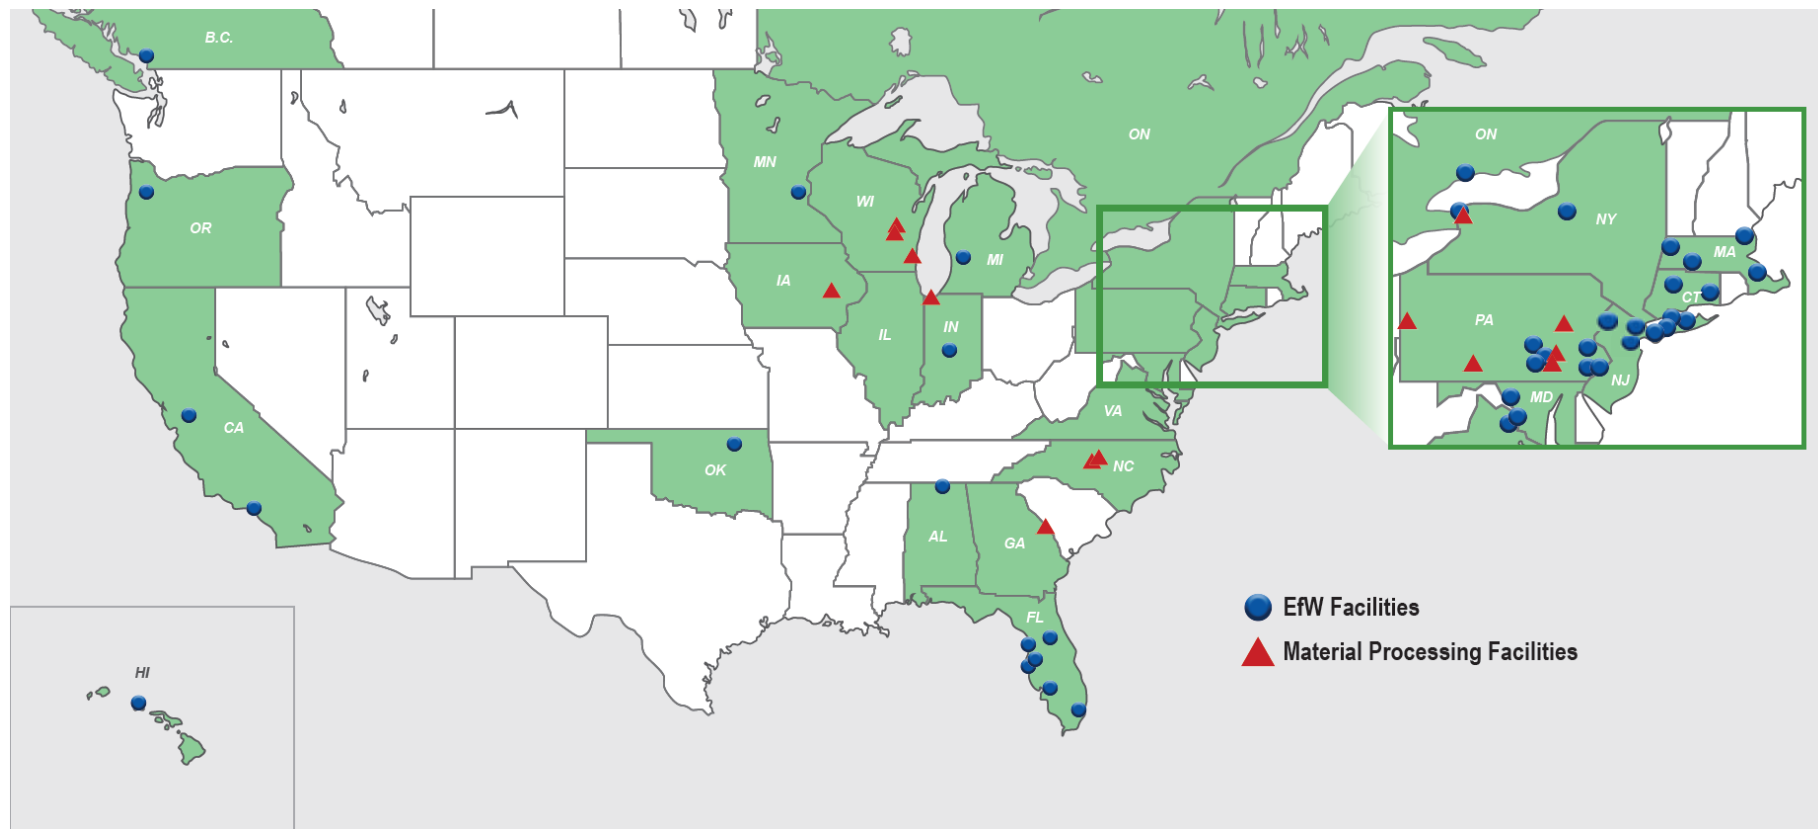 B.C.
ON
ON
MN
WI
OR
NY
MI
MA
IA
CT
IL
IN
PA
NJ
MD
CA
VA
OK
NC
AL
GA
FL
EfW Facilities
Material Processing Facilities
HI